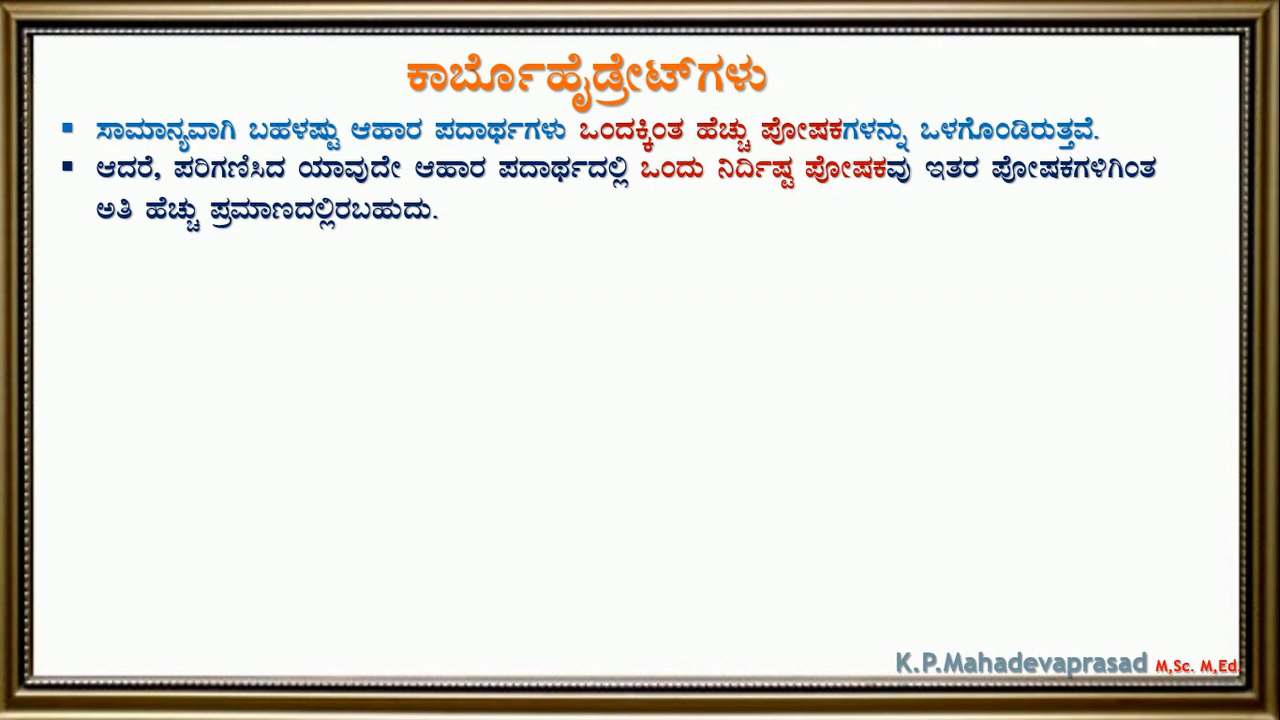 ಕಾರ್ಬೊಹೈಡ್ರೇಟ್‌ಗಳು
▪ ಸಾಮಾನ್ಯವಾಗಿ ಬಹಳಷ್ಟು ಆಹಾರ ಪದಾರ್ಥಗಳು ಒಂದಕ್ಕಿಂತ ಹೆಚ್ಚು ಪೋಷಕಗಳನ್ನು ಒಳಗೊಂಡಿರುತ್ತವೆ.
▪ ಆದರೆ, ಪರಿಗಣಿಸಿದ ಯಾವುದೇ ಆಹಾರ ಪದಾರ್ಥದಲ್ಲಿ ಒಂದು ನಿರ್ದಿಷ್ಟ ಪೋಷಕವು ಇತರ ಪೋಷಕಗಳಿಗಿಂತ
ಅತಿ ಹೆಚ್ಚು ಪ್ರಮಾಣದಲ್ಲಿರಬಹುದು.
K.P.Mahadevaprasad M,Sc. M,Ed.